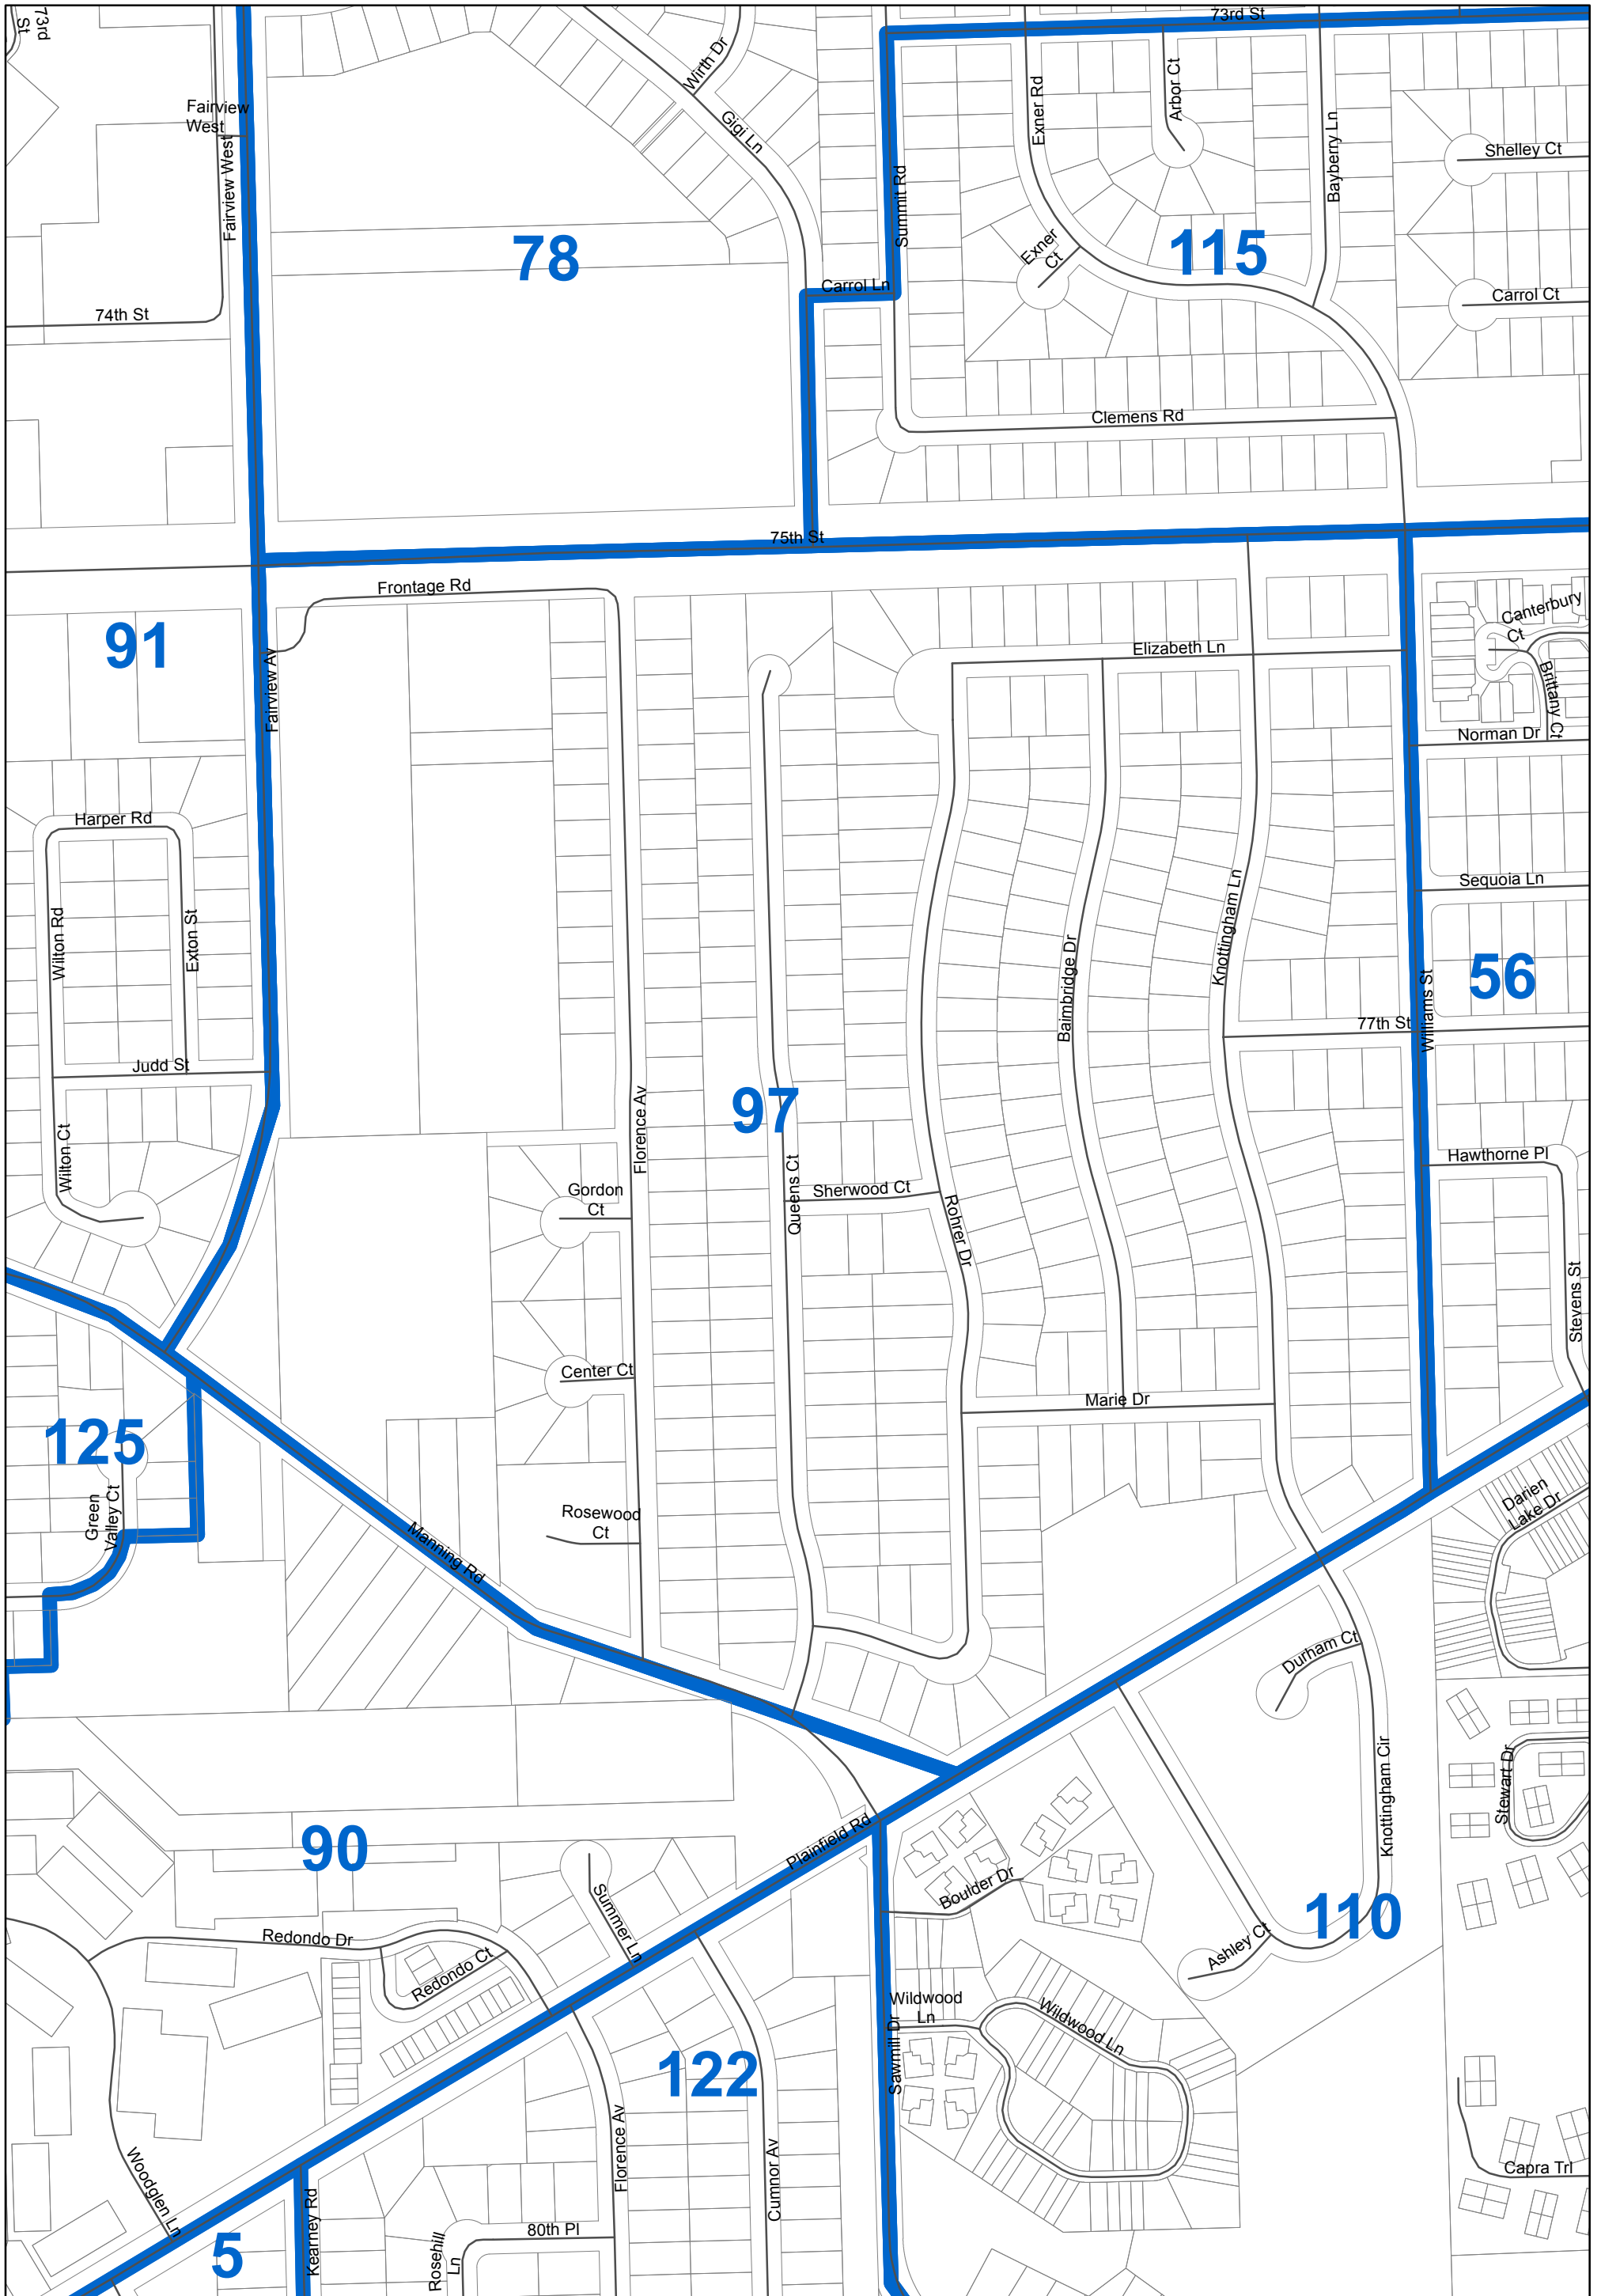 73rd
St
73rd St
Wirth Dr
Fairview
West
Gigi Ln
Exner Rd
Arbor Ct
Bayberry Ln
Shelley Ct
Fairview West
Summit Rd
78
115
Exner
Ct
Carrol Ln
Carrol Ct
74th St
Clemens Rd
75th St
Frontage Rd
Canterbury
Ct
91
Elizabeth Ln
Fairview Av
Brittany Ct
Norman Dr
Harper Rd
Sequoia Ln
Wilton Rd
Exton St
Baimbridge Dr
Knottingham Ln
56
Williams St
77th St
Judd St
97
Florence Av
Wilton Ct
Hawthorne Pl
Gordon
Ct
Queens Ct
Sherwood Ct
Rohrer Dr
Stevens St
Center Ct
Marie Dr
125
Green
Valley Ct
Rosewood
Ct
Manning Rd
Darien
Lake Dr
Durham Ct
Knottingham Cir
Stewart Dr
90
Plainfield Rd
Boulder Dr
110
Summer Ln
Redondo Dr
Redondo Ct
Ashley Ct
Wildwood
Ln
Wildwood Ln
Sawmill Dr
122
Florence Av
Cumnor Av
Woodglen Ln
Capra Trl
Kearney Rd
80th Pl
Rosehill
Ln
5